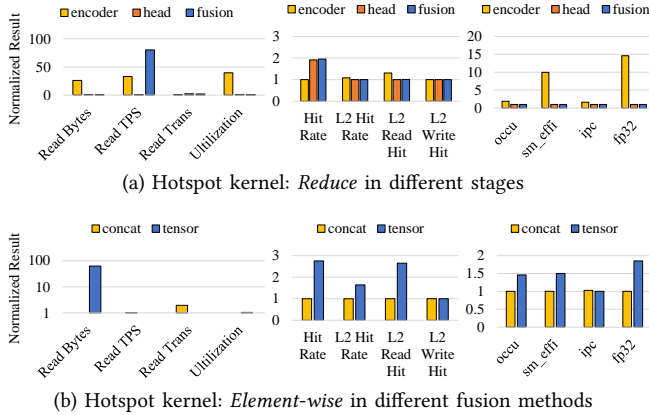 encoder head fusion
encoder head fusion
encoder head fusion
Normalized Result
100
50
0
Read Bytes
Read TPS
Read Trans
Ultilization
3
2
1
0
Hit Rate
L2 Hit Rate
L2 Read Hit
L2 Write Hit
20
15
10
5
0
occu
sm_effi
ipc
fp32
(a) Hotspot kernel: Reduce in different stages
concat tensor
concat tensor
concat tensor
Normalized Result
100
10
1
Read Bytes
Read TPS
Read Trans
Ultilization
3
2
1
0
Hit Rate
L2 Hit Rate
L2 Read Hit
L2 Write Hit
2
1.5
1
0.5
0
occu
sm_effi
ipc
fp32
(b) Hotspot kernel: Element-wise in different fusion methods